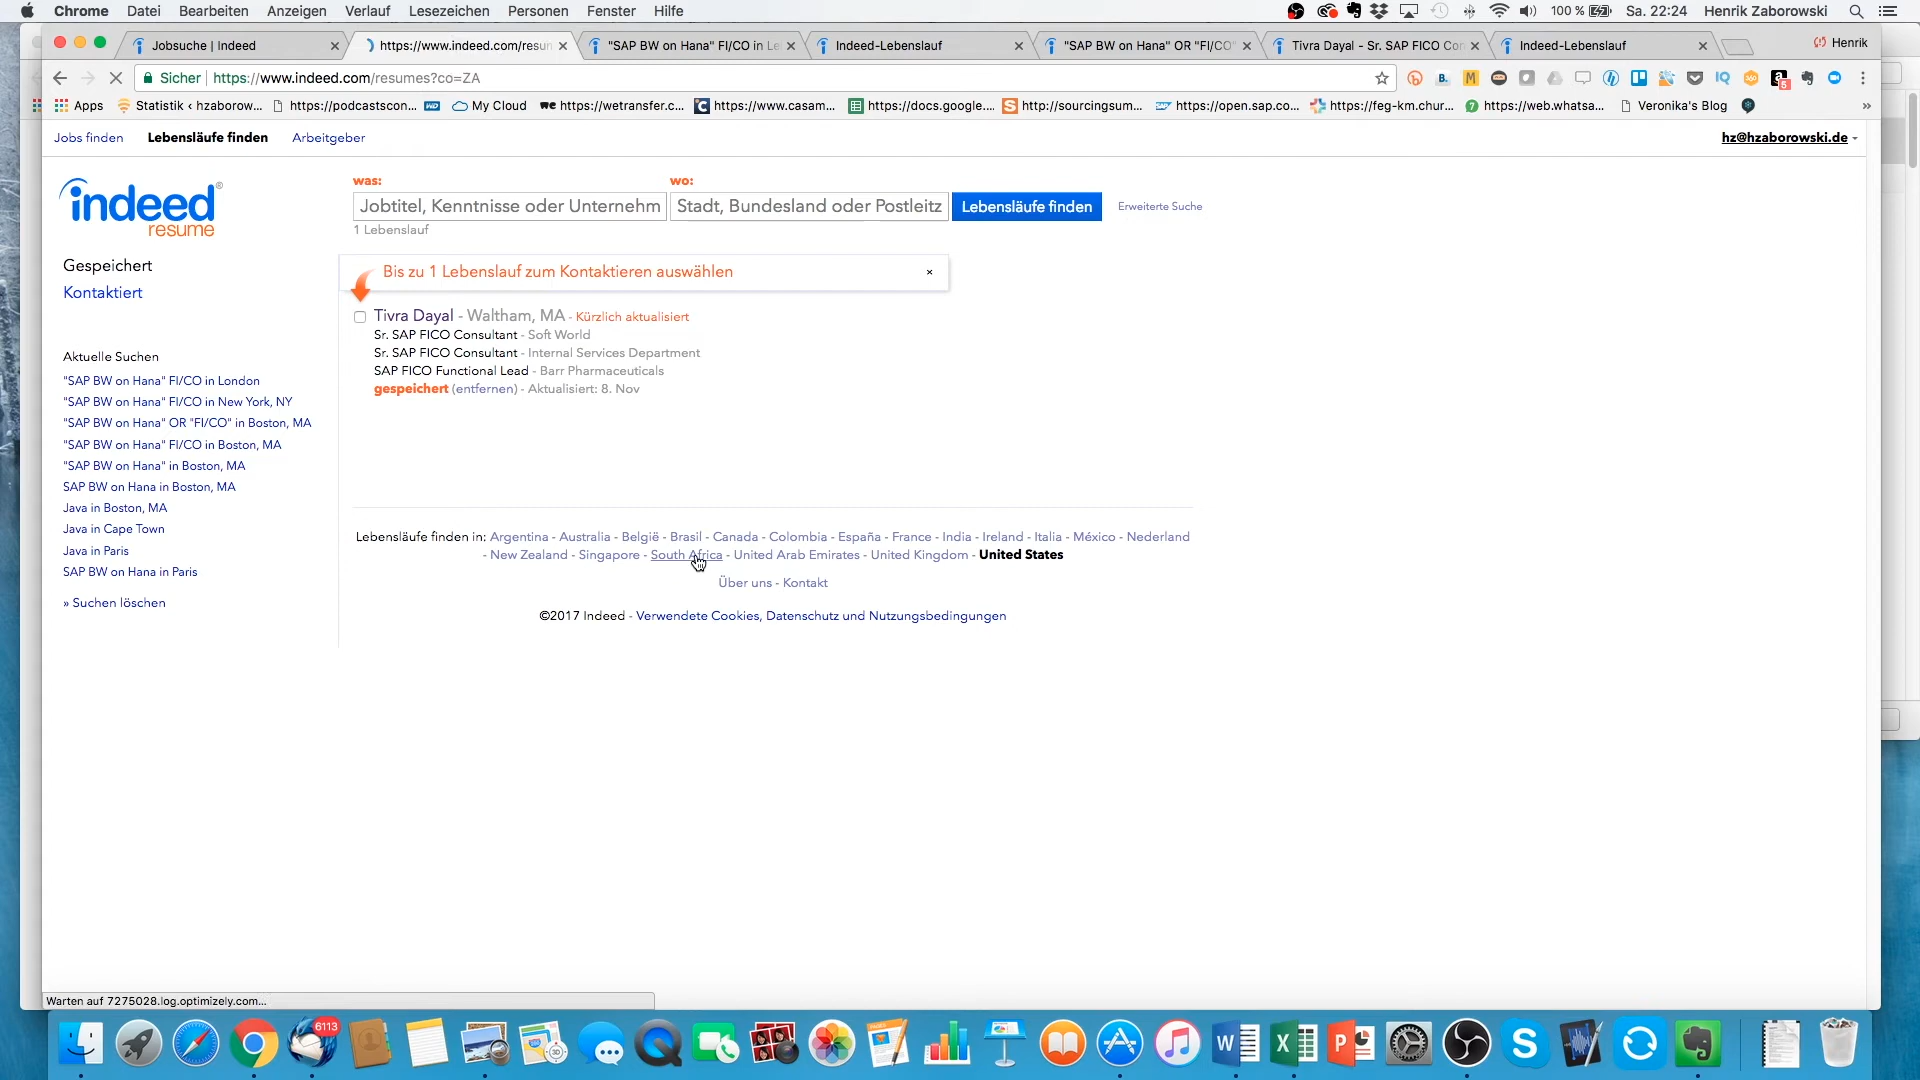 Chrome Datei Bearbeiten Anzeigen Verlauf Lesezeichen Personen Fenster Hilfe 100 % Sa. 22:24 Henrik Zaborowski
Jobsuche | Indeed https://www.indeed.com/resun "SAP BW on Hana" FI/CO in Le Indeed-Lebenslauf "SAP BW on Hana" OR "FI/CO" Tivra Dayal - Sr. SAP FICO Con Indeed-Lebenslauf Henrik
Sicher https://www.indeed.com/resumes?co=ZA
Apps Statistik ‹ hzaborow... https://podcastscon... My Cloud https://wetransfer.c... https://www.casam... https://docs.google.... http://sourcingsum... https://open.sap.co... https://feg-km.chur... https://web.whatsa... Veronika's Blog »
Jobs finden Lebensläufe finden Arbeitgeber hz@hzaborowski.de
was: wo:
Jobtitel, Kenntnisse oder Unternehm Stadt, Bundesland oder Postleitz Lebensläufe finden Erweiterte Suche
1 Lebenslauf
indeed®
resume
Gespeichert
Kontaktiert
Bis zu 1 Lebenslauf zum Kontaktieren auswählen ×
Tivra Dayal - Waltham, MA - Kürzlich aktualisiert
Sr. SAP FICO Consultant - Soft World
Sr. SAP FICO Consultant - Internal Services Department
SAP FICO Functional Lead - Barr Pharmaceuticals
gespeichert (entfernen) - Aktualisiert: 8. Nov
Aktuelle Suchen
"SAP BW on Hana" FI/CO in London
"SAP BW on Hana" FI/CO in New York, NY
"SAP BW on Hana" OR "FI/CO" in Boston, MA
"SAP BW on Hana" FI/CO in Boston, MA
"SAP BW on Hana" in Boston, MA
SAP BW on Hana in Boston, MA
Java in Boston, MA
Java in Cape Town
Java in Paris
SAP BW on Hana in Paris
» Suchen löschen
Lebensläufe finden in: Argentina - Australia - België - Brasil - Canada - Colombia - España - France - India - Ireland - Italia - México - Nederland
- New Zealand - Singapore - South Africa - United Arab Emirates - United Kingdom - United States
Über uns - Kontakt
©2017 Indeed - Verwendete Cookies, Datenschutz und Nutzungsbedingungen
Warten auf 7275028.log.optimizely.com...
6113